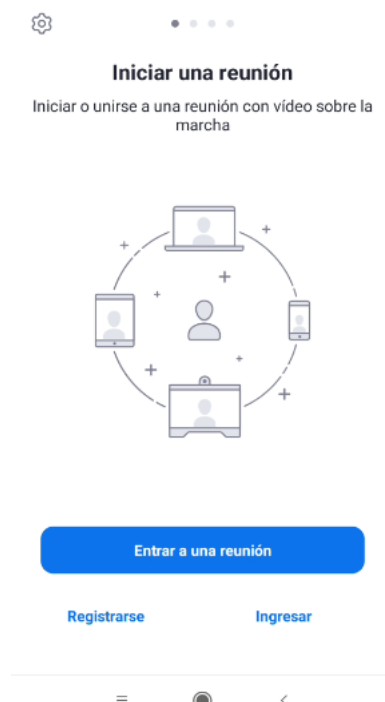 Iniciar una reunión
Iniciar o unirse a una reunión con vídeo sobre la
marcha
Entrar a una reunión
Registrarse
Ingresar